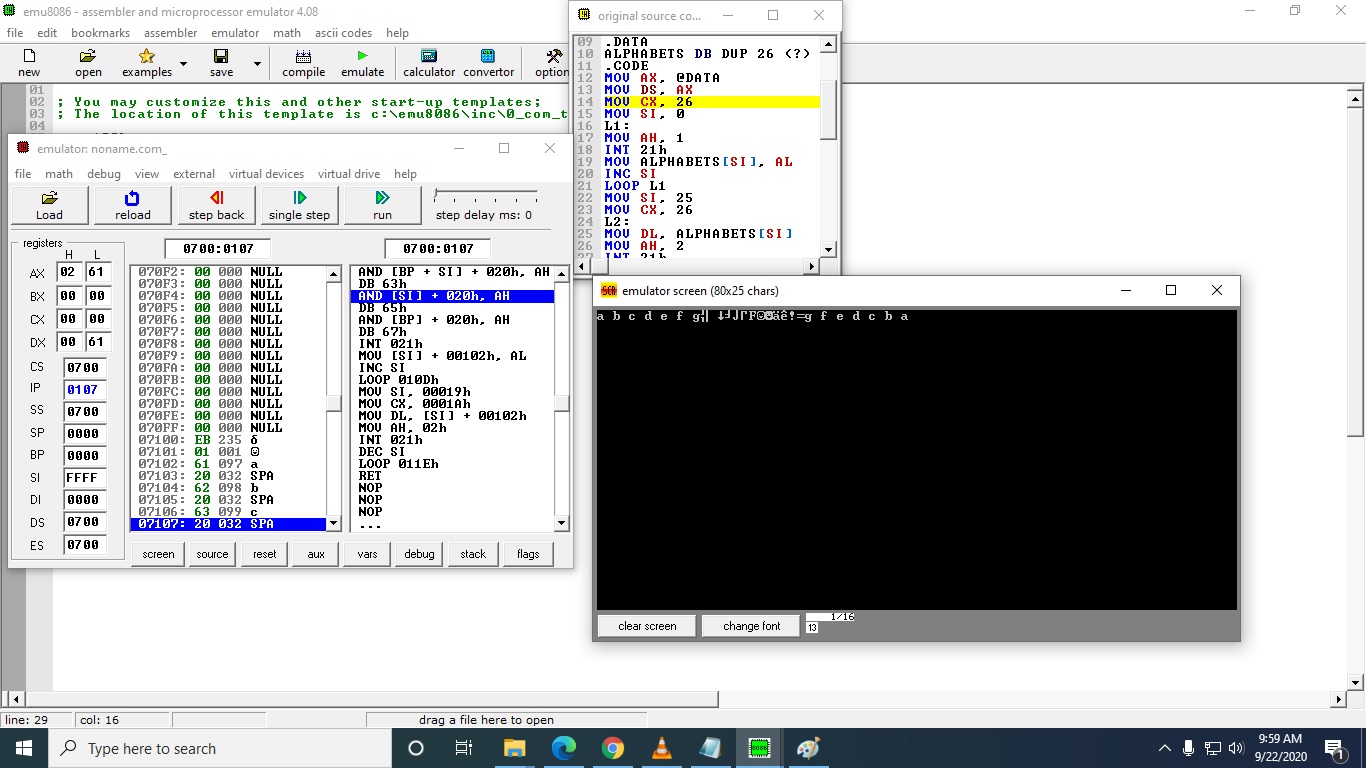 emu8086 - assembler and microprocessor emulator 4.08
file edit bookmarks assembler emulator math ascii codes help
new open examples save compile emulate calculator convertor option
01
02 ; You may customize this and other start-up templates;
03 ; The location of this template is c:\emu8086\inc\0_com_t
04
original source co...
09 .DATA
10 ALPHABETS DB DUP 26 (?)
11 .CODE
12 MOV AX, @DATA
13 MOV DS, AX
14 MOV CX, 26
15 MOV SI, 0
16 L1:
17 MOV AH, 1
18 INT 21h
19 MOV ALPHABETS[SI], AL
20 INC SI
21 LOOP L1
22 MOV SI, 25
23 MOV CX, 26
24 L2:
25 MOV DL, ALPHABETS[SI]
26 MOV AH, 2
27 INT 21h
emulator: noname.com_
file math debug view external virtual devices virtual drive help
Load reload step back single step run step delay ms: 0
registers
H L
AX 02 61
BX 00 00
CX 00 00
DX 00 61
CS 0700
IP 0107
SS 0700
SP 0000
BP 0000
SI FFFF
DI 0000
DS 0700
ES 0700
0700:0107
070F2: 00 000 NULL
070F3: 00 000 NULL
070F4: 00 000 NULL
070F5: 00 000 NULL
070F6: 00 000 NULL
070F7: 00 000 NULL
070F8: 00 000 NULL
070F9: 00 000 NULL
070FA: 00 000 NULL
070FB: 00 000 NULL
070FC: 00 000 NULL
070FD: 00 000 NULL
070FE: 00 000 NULL
070FF: 00 000 NULL
07100: EB 235 δ
07101: 01 001 ☺
07102: 61 097 a
07103: 20 032 SPA
07104: 62 098 b
07105: 20 032 SPA
07106: 63 099 c
07107: 20 032 SPA
0700:0107
AND [BP + SI] + 020h, AH
DB 63h
AND [SI] + 020h, AH
DB 65h
AND [BP] + 020h, AH
DB 67h
INT 021h
MOV [SI] + 00102h, AL
INC SI
LOOP 010Dh
MOV SI, 00019h
MOV CX, 0001Ah
MOV DL, [SI] + 00102h
MOV AH, 02h
INT 021h
DEC SI
LOOP 011Eh
RET
NOP
NOP
NOP
...
screen source reset aux vars debug stack flags
emulator screen (80x25 chars)
a b c d e f g f e d c b a
clear screen change font 1/16
13
line: 29 col: 16 drag a file here to open
Type here to search
9:59 AM
9/22/2020
1